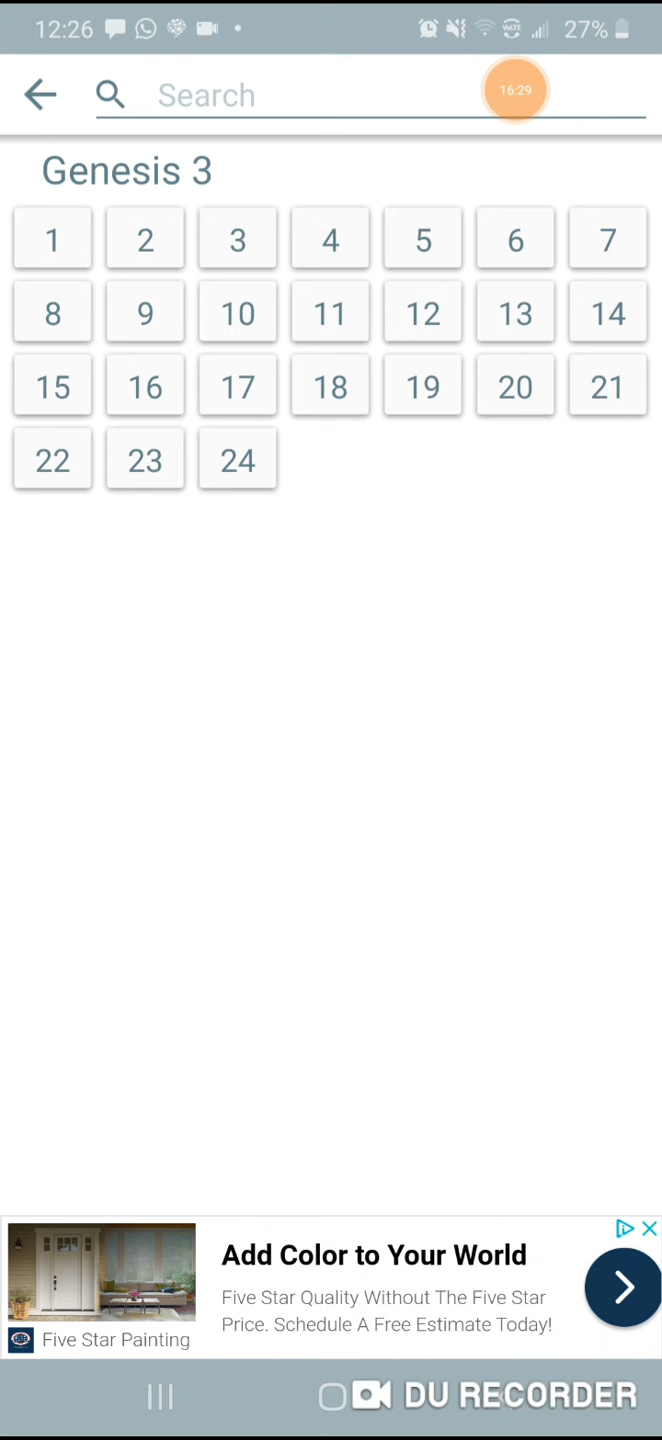 12:26 27%
Search 16:29
Genesis 3
1 2 3 4 5 6 7
8 9 10 11 12 13 14
15 16 17 18 19 20 21
22 23 24
Add Color to Your World
Five Star Quality Without The Five Star
Price. Schedule A Free Estimate Today!
Five Star Painting
DU RECORDER